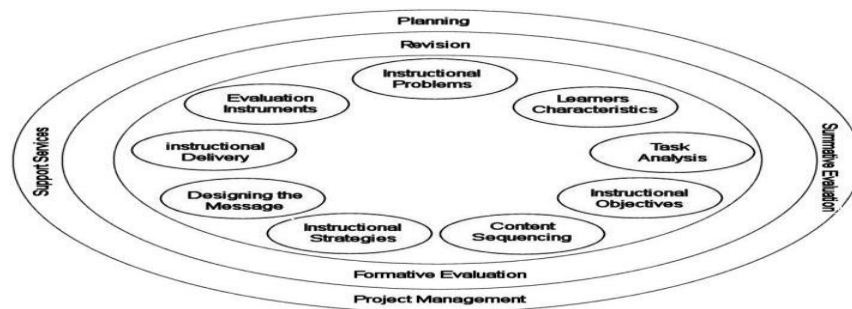 Planning
Revision
Instructional
Problems
Evaluation
Instruments
Learners
Characteristics
instructional
Delivery
Task
Analysis
Support Services
Summative Evaluation
Designing the
Message
Instructional
Objectives
Instructional
Strategies
Content
Sequencing
Formative Evaluation
Project Management